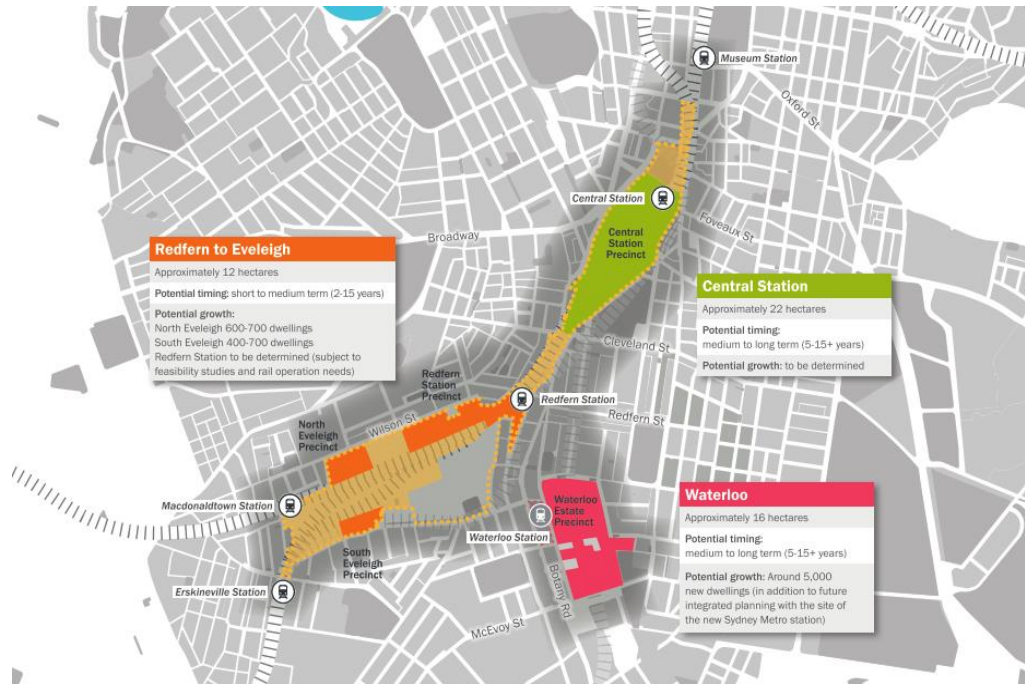 Museum Station
Oxford St
Central Station
Foveaux St
Central
Station
Precinct
Broadway
Redfern to Eveleigh
Approximately 12 hectares
Potential timing: short to medium term (2-15 years)
Potential growth:
North Eveleigh 600-700 dwellings
South Eveleigh 400-700 dwellings
Redfern Station to be determined (subject to
feasibility studies and rail operation needs)
Central Station
Approximately 22 hectares
Potential timing:
medium to long term (5-15+ years)
Potential growth: to be determined
Cleveland St
Redfern
Station
Precinct
Redfern Station
Redfern St
Wilson St
North
Eveleigh
Precinct
Macdonaldtown Station
Waterloo
Estate
Precinct
Waterloo Station
South
Eveleigh
Precinct
Erskineville Station
Botany Rd
McEvoy St
Waterloo
Approximately 16 hectares
Potential timing:
medium to long term (5-15+ years)
Potential growth: Around 5,000
new dwellings (in addition to future
integrated planning with the site of
the new Sydney Metro station)